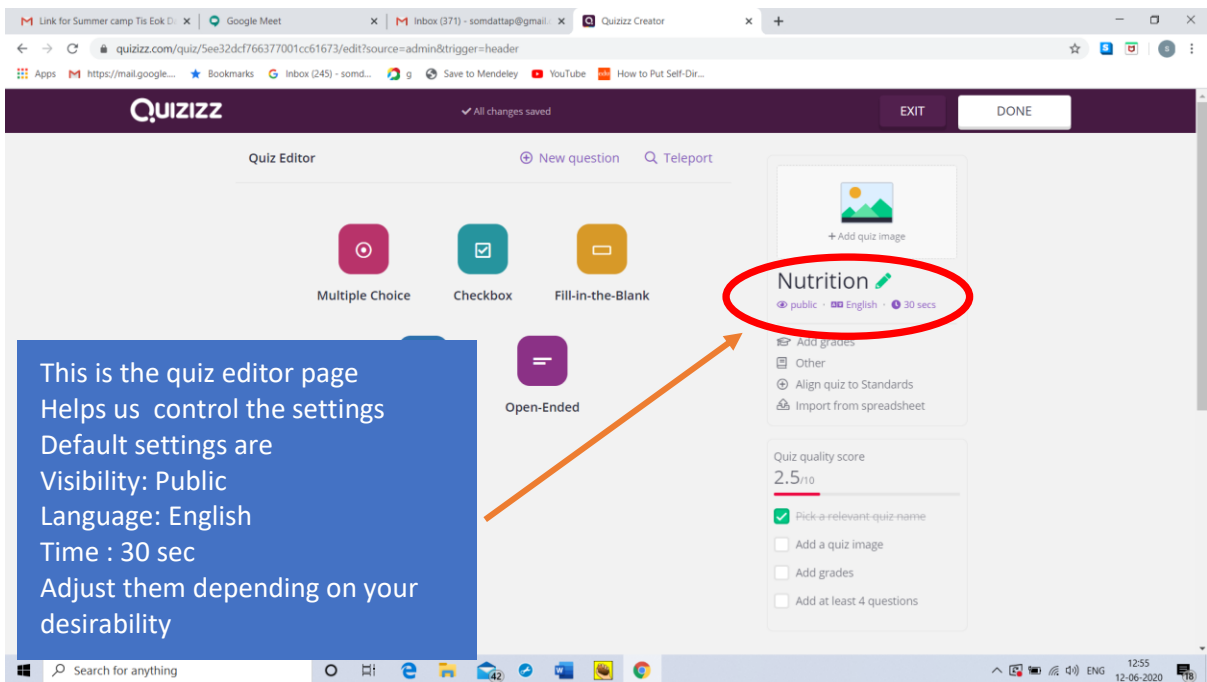 Link for Summer camp Tis Eok D
Google Meet
Inbox (371) - somdattap@gmail.
Quizizz Creator
quizizz.com/quiz/5ee32dcf766377001cc61673/edit?source=admin&trigger=header
Apps
https://mail.google....
Bookmarks
Inbox (245) - somd...
g
Save to Mendeley
YouTube
How to Put Self-Dir...
QUIZIZZ
All changes saved
EXIT
DONE
Quiz Editor
New question
Teleport
Multiple Choice
Checkbox
Fill-in-the-Blank
Open-Ended
This is the quiz editor page
Helps us  control the settings
Default settings are
Visibility: Public
Language: English
Time : 30 sec
Adjust them depending on your
desirability
+ Add quiz image
Nutrition
public · English · 30 secs
Add grades
Other
Align quiz to Standards
Import from spreadsheet
Quiz quality score
2.5/10
Pick a relevant quiz name
Add a quiz image
Add grades
Add at least 4 questions
Search for anything
42
ENG
12:55
12-06-2020
18